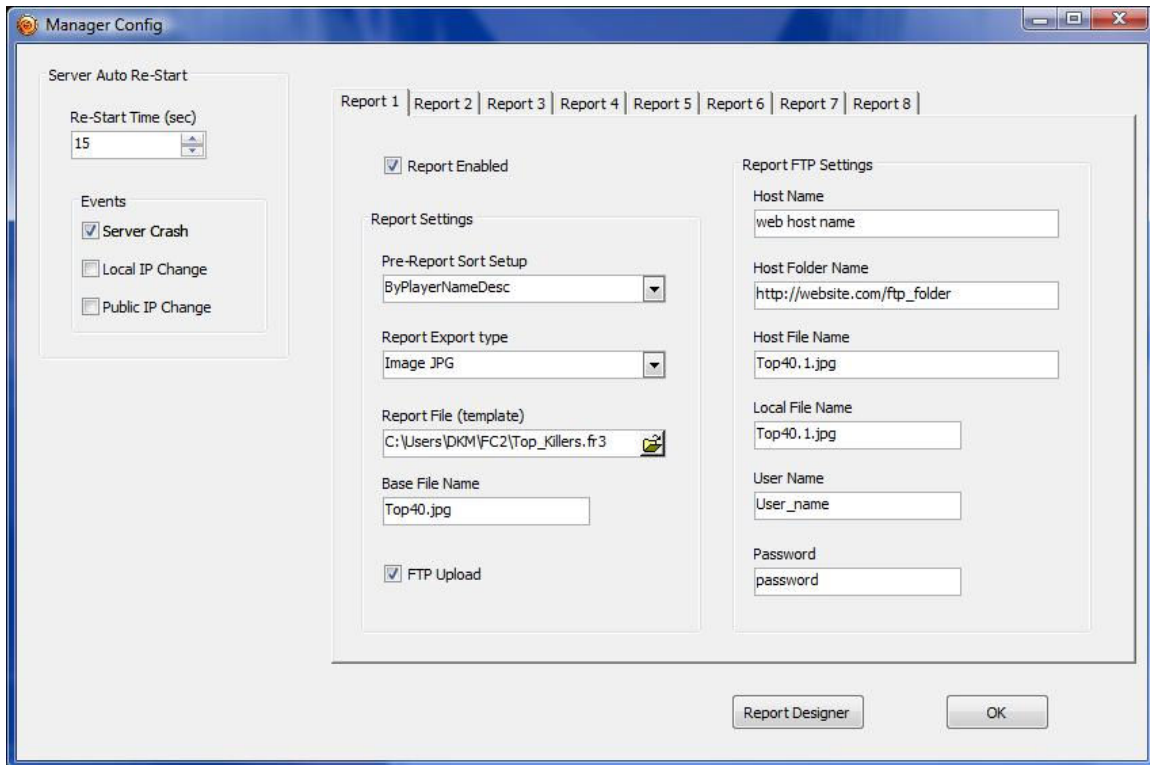 Manager Config
Server Auto Re-Start
Re-Start Time (sec)
15
Events
Server Crash
Local IP Change
Public IP Change
Report 1
Report 2
Report 3
Report 4
Report 5
Report 6
Report 7
Report 8
Report Enabled
Report Settings
Pre-Report Sort Setup
ByPlayerNameDesc
Report Export type
Image JPG
Report File (template)
C:\Users\DKM\FC2\Top_Killers.fr3
Base File Name
Top40.jpg
FTP Upload
Report FTP Settings
Host Name
web host name
Host Folder Name
http://website.com/ftp_folder
Host File Name
Top40.1.jpg
Local File Name
Top40.1.jpg
User Name
User_name
Password
password
Report Designer
OK